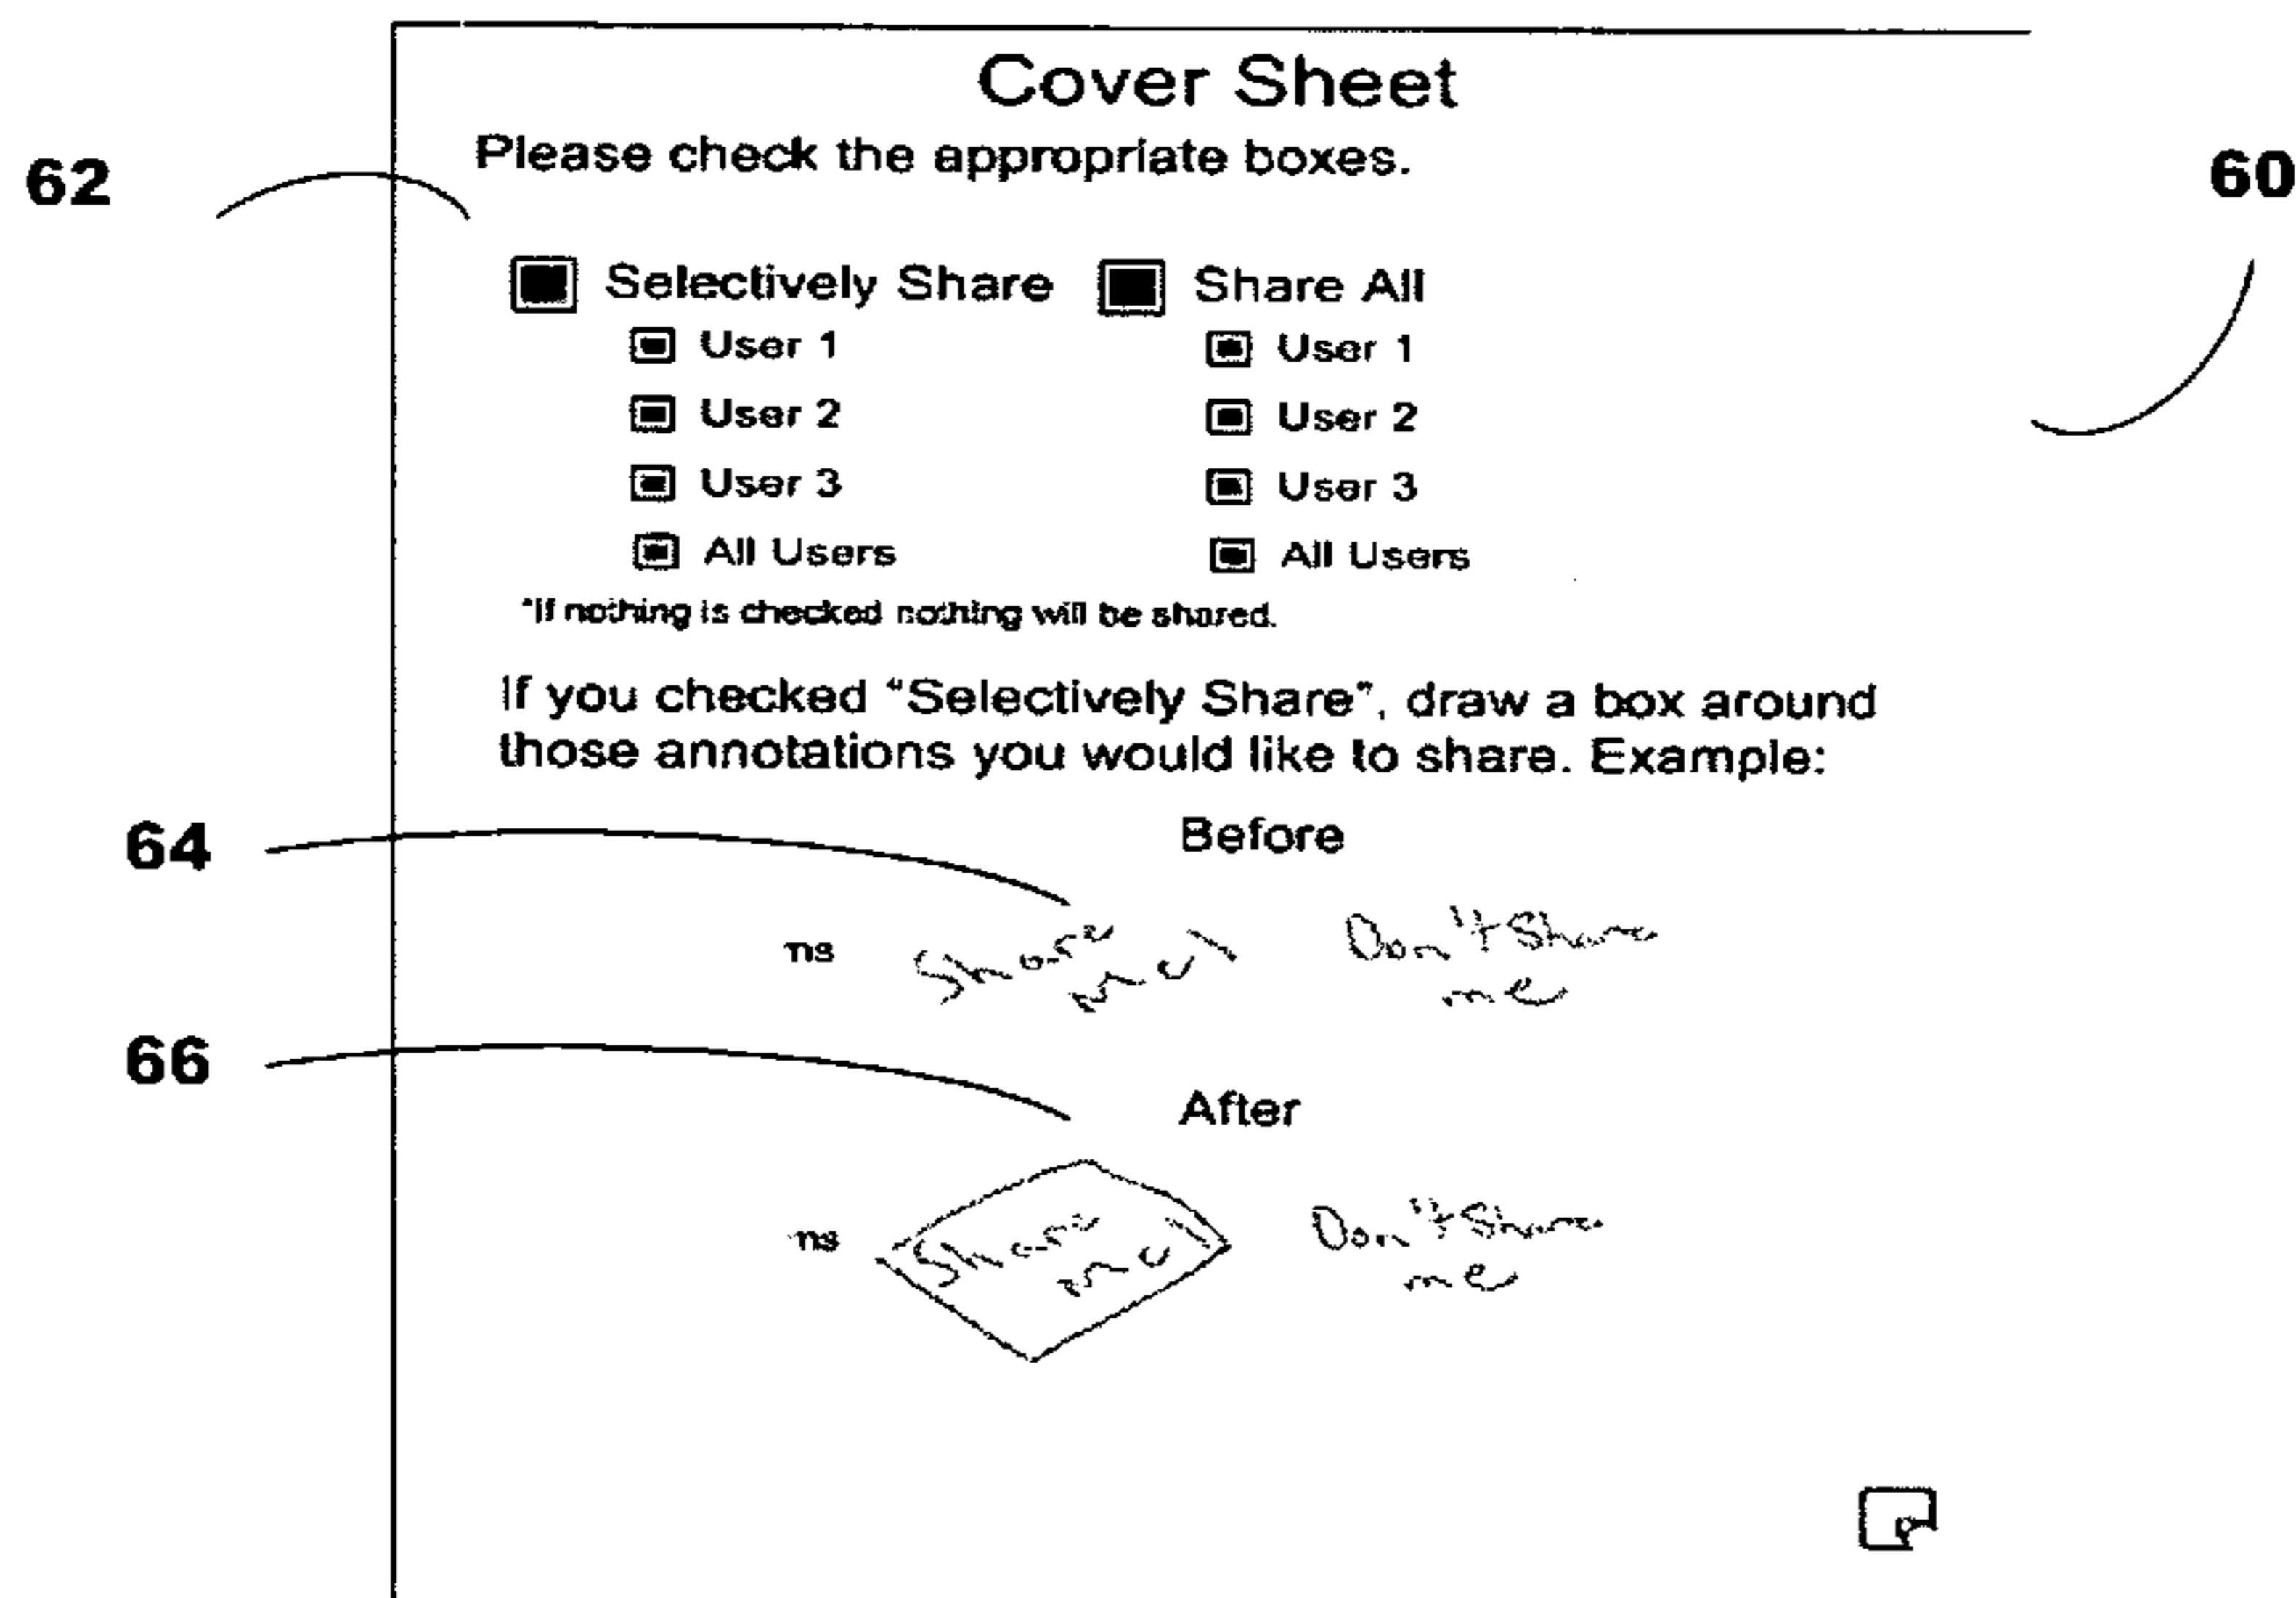 Cover Sheet
Please check the appropriate boxes.
62
60
Selectively Share Share All
User 1 User 1
User 2 User 2
User 3 User 3
All Users All Users
*If nothing is checked nothing will be shared.
If you checked "Selectively Share", draw a box around
those annotations you would like to share. Example:
64
Before
ns Share Don't Share
me! me
66
After
ns Share Don't Share
me! me